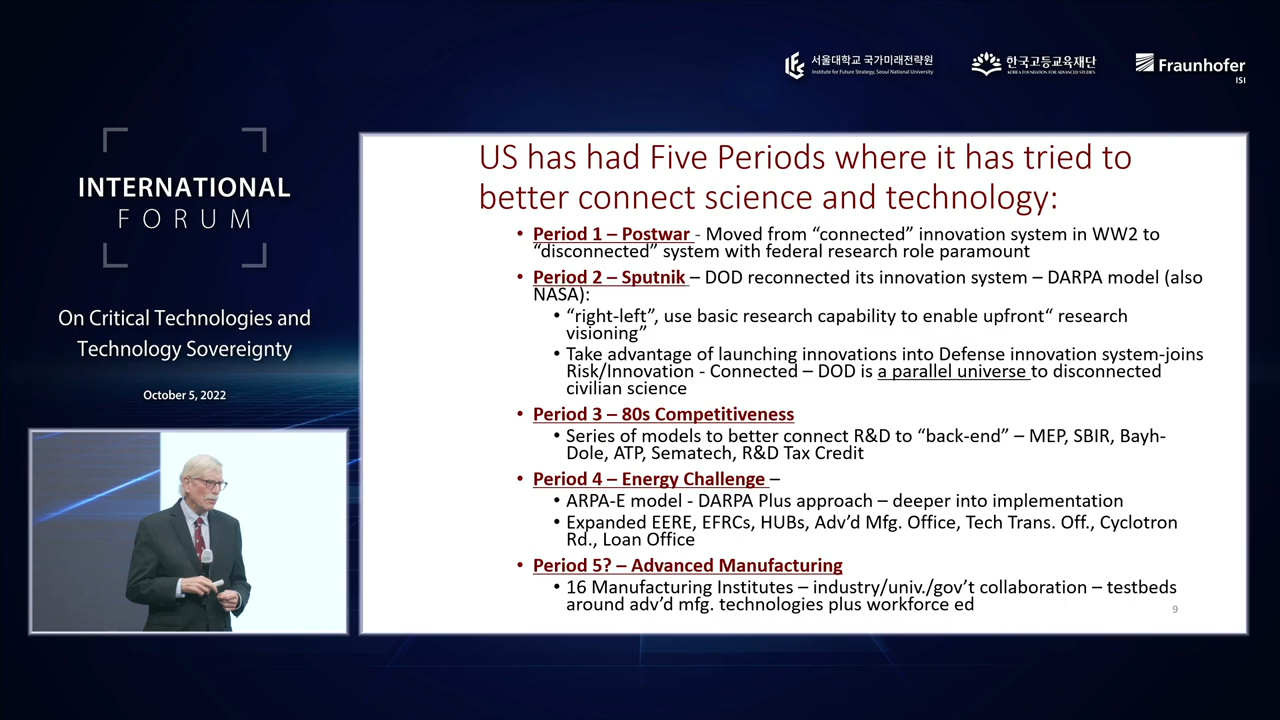 서울대학교 국가미래전략원
Institute for Future Strategy, Seoul National University
한국고등교육재단
KOREA FOUNDATION FOR ADVANCED STUDIES
Fraunhofer
ISI
INTERNATIONAL
FORUM
On Critical Technologies and
Technology Sovereignty
October 5, 2022
US has had Five Periods where it has tried to
better connect science and technology:
• Period 1 – Postwar - Moved from “connected” innovation system in WW2 to
“disconnected” system with federal research role paramount
• Period 2 – Sputnik – DOD reconnected its innovation system – DARPA model (also
NASA):
• “right-left”, use basic research capability to enable upfront“ research
visioning”
• Take advantage of launching innovations into Defense innovation system-joins
Risk/Innovation - Connected – DOD is a parallel universe to disconnected
civilian science
• Period 3 – 80s Competitiveness
• Series of models to better connect R&D to “back-end” – MEP, SBIR, Bayh-
Dole, ATP, Sematech, R&D Tax Credit
• Period 4 – Energy Challenge –
• ARPA-E model - DARPA Plus approach – deeper into implementation
• Expanded EERE, EFRCs, HUBs, Adv’d Mfg. Office, Tech Trans. Off., Cyclotron
Rd., Loan Office
• Period 5? – Advanced Manufacturing
• 16 Manufacturing Institutes – industry/univ./gov’t collaboration – testbeds
around adv’d mfg. technologies plus workforce ed
9